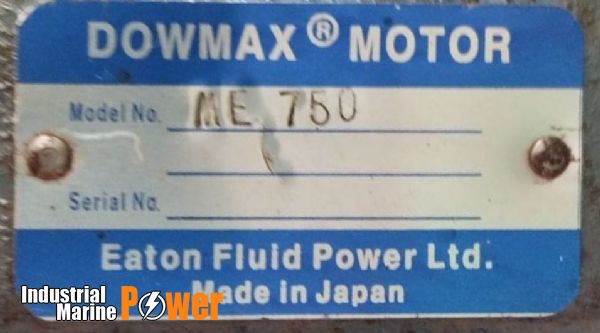 DOWMAX® MOTOR
Model No. ME 750
Serial No.
Eaton Fluid Power Ltd.
Made in Japan
Industrial
Marine Power